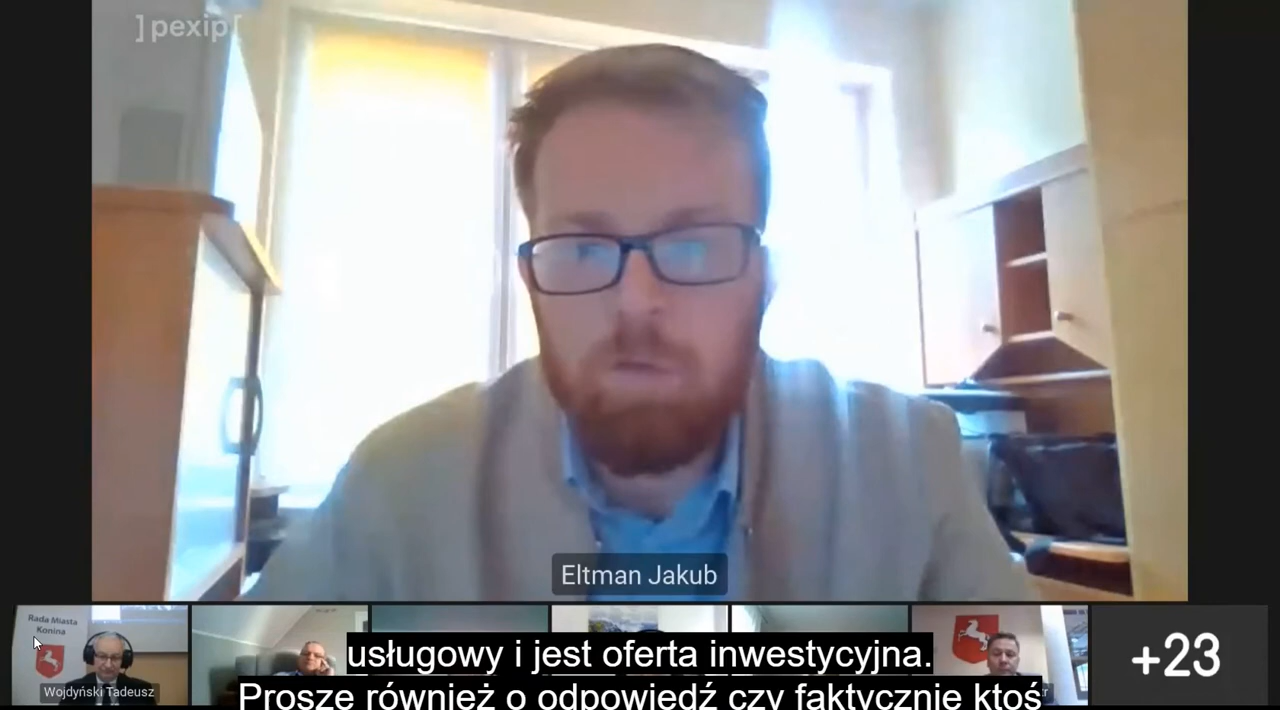 ]pexip[
Eltman Jakub
Rada Miasta
Konina
Wojdyński Tadeusz
+23
usługowy i jest oferta inwestycyjna.
Proszę również o odpowiedź czy faktycznie ktoś